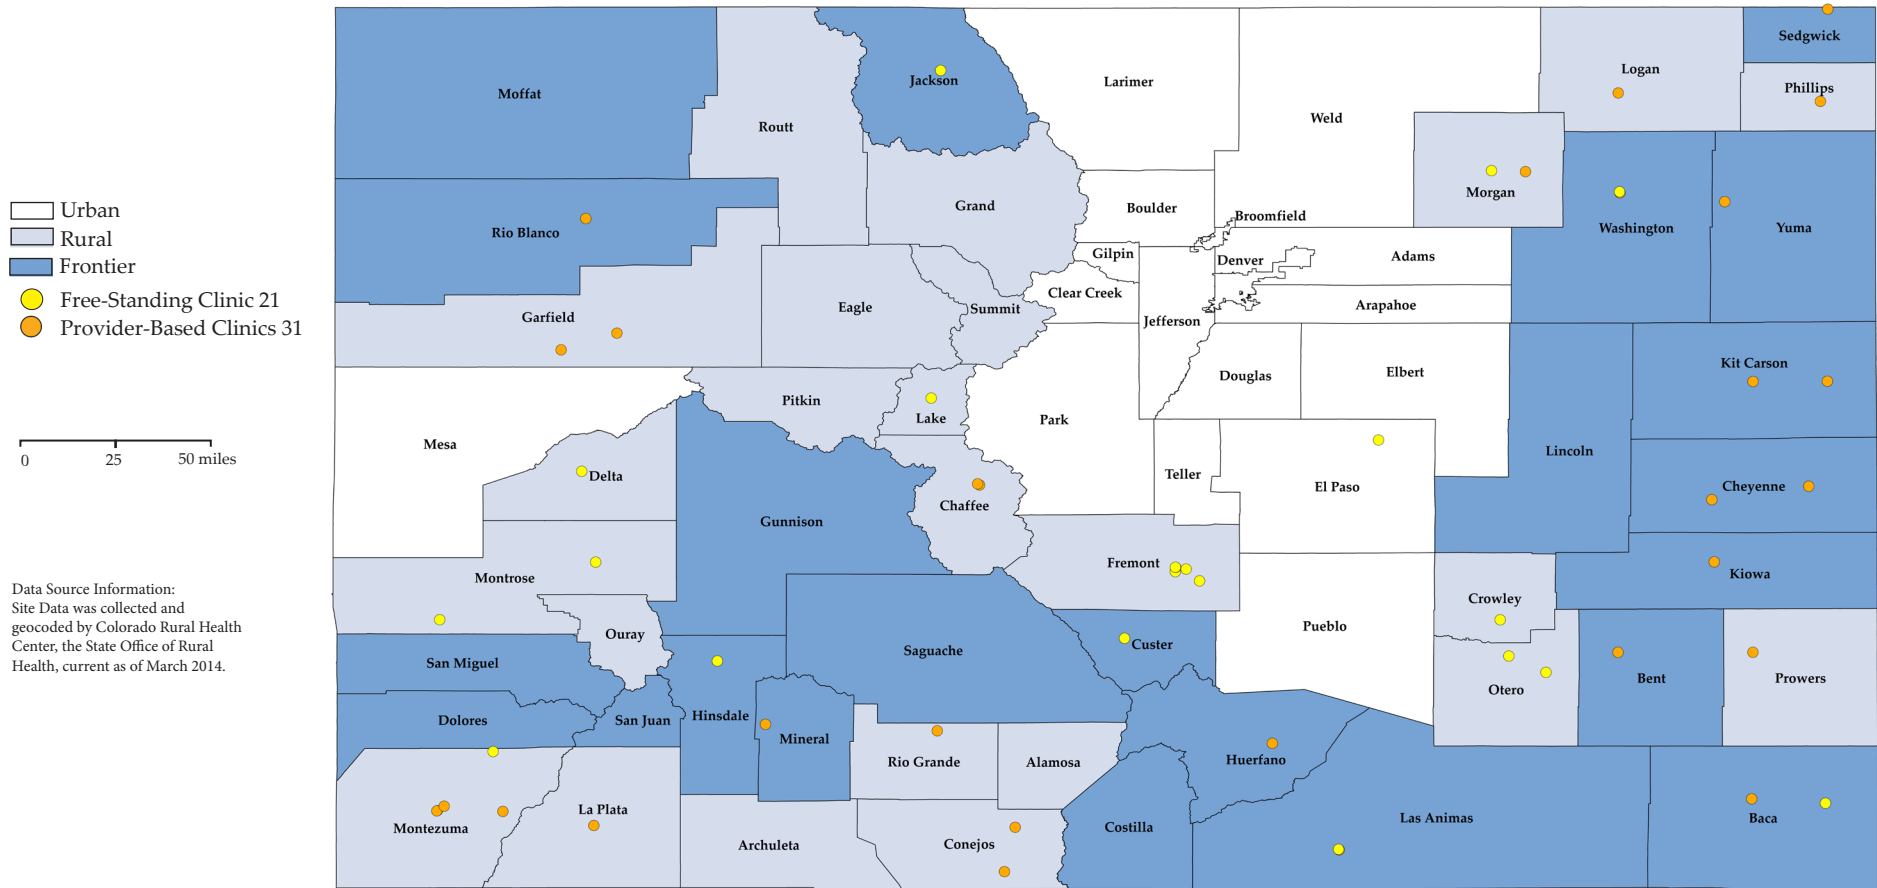 Urban
Rural
Frontier
Free-Standing Clinic 21
Provider-Based Clinics 31
0 25 50 miles
Data Source Information:
Site Data was collected and
geocoded by Colorado Rural Health
Center, the State Office of Rural
Health, current as of March 2014.
Sedgwick
Logan
Jackson
Larimer
Phillips
Moffat
Weld
Routt
Morgan
Grand
Boulder
Broomfield
Washington
Yuma
Rio Blanco
Gilpin
Denver
Adams
Clear Creek
Eagle
Summit
Arapahoe
Garfield
Jefferson
Kit Carson
Douglas
Elbert
Pitkin
Lake
Park
Mesa
Lincoln
Delta
Teller
El Paso
Cheyenne
Chaffee
Gunnison
Fremont
Kiowa
Montrose
Crowley
Ouray
Pueblo
Custer
Saguache
San Miguel
Bent
Prowers
Otero
Hinsdale
Dolores
San Juan
Mineral
Rio Grande
Alamosa
Huerfano
La Plata
Las Animas
Baca
Montezuma
Costilla
Archuleta
Conejos